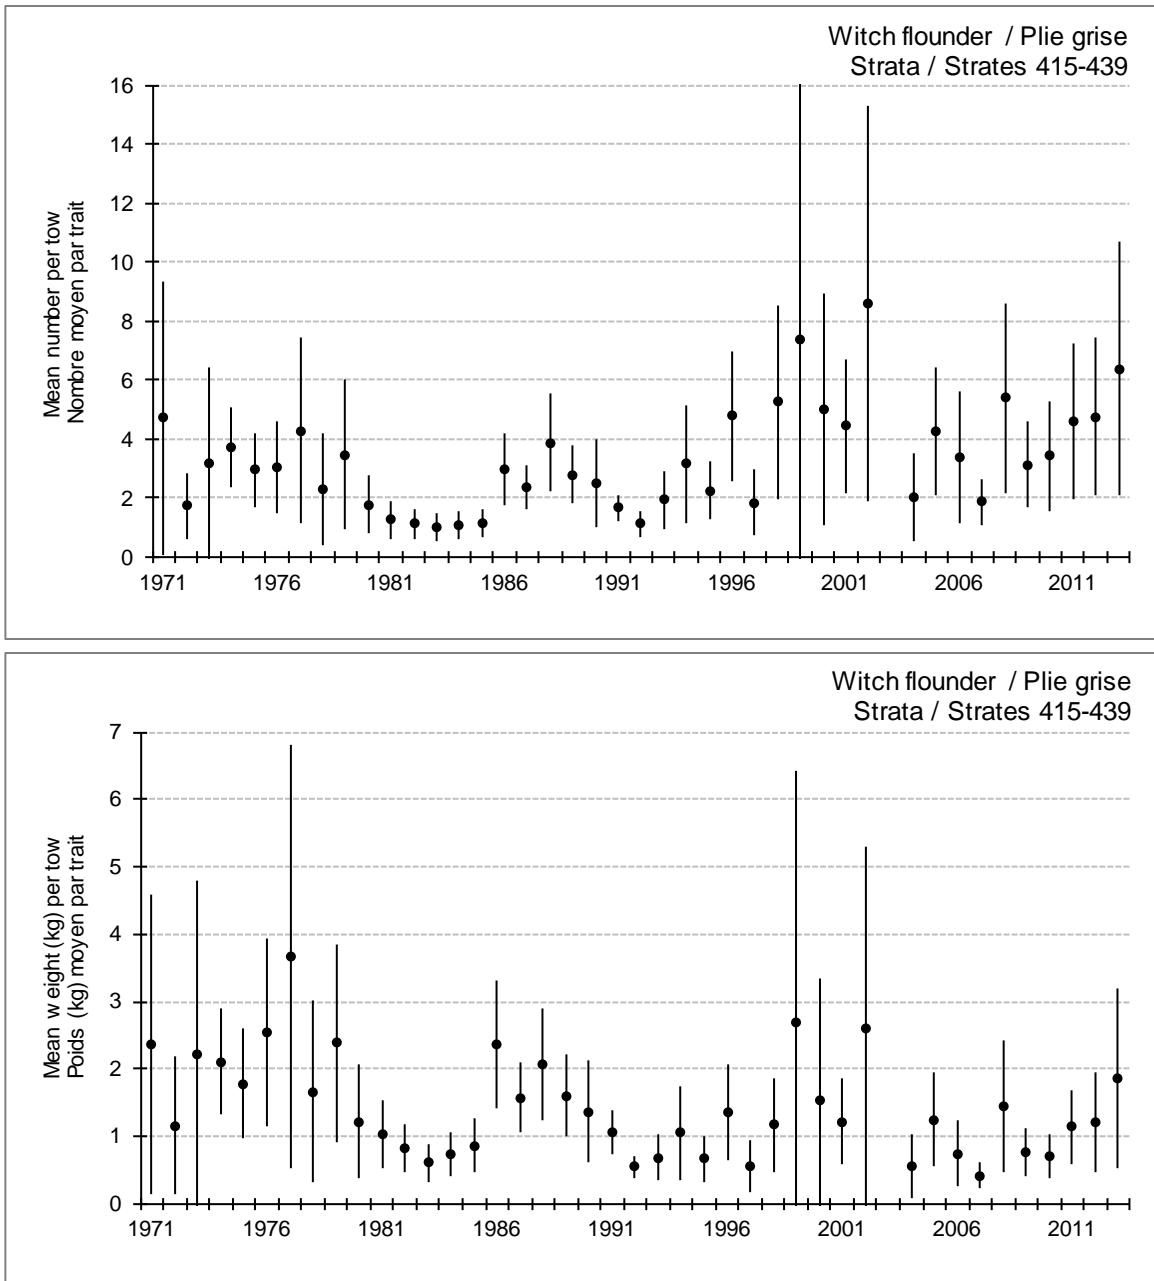 Witch flounder / Plie grise
Strata / Strates 415-439
Mean number per tow
Nombre moyen par trait
16
14
12
10
8
6
4
2
0
1971 1976 1981 1986 1991 1996 2001 2006 2011
Witch flounder / Plie grise
Strata / Strates 415-439
Mean weight (kg) per tow
Poids (kg) moyen par trait
7
6
5
4
3
2
1
0
1971 1976 1981 1986 1991 1996 2001 2006 2011